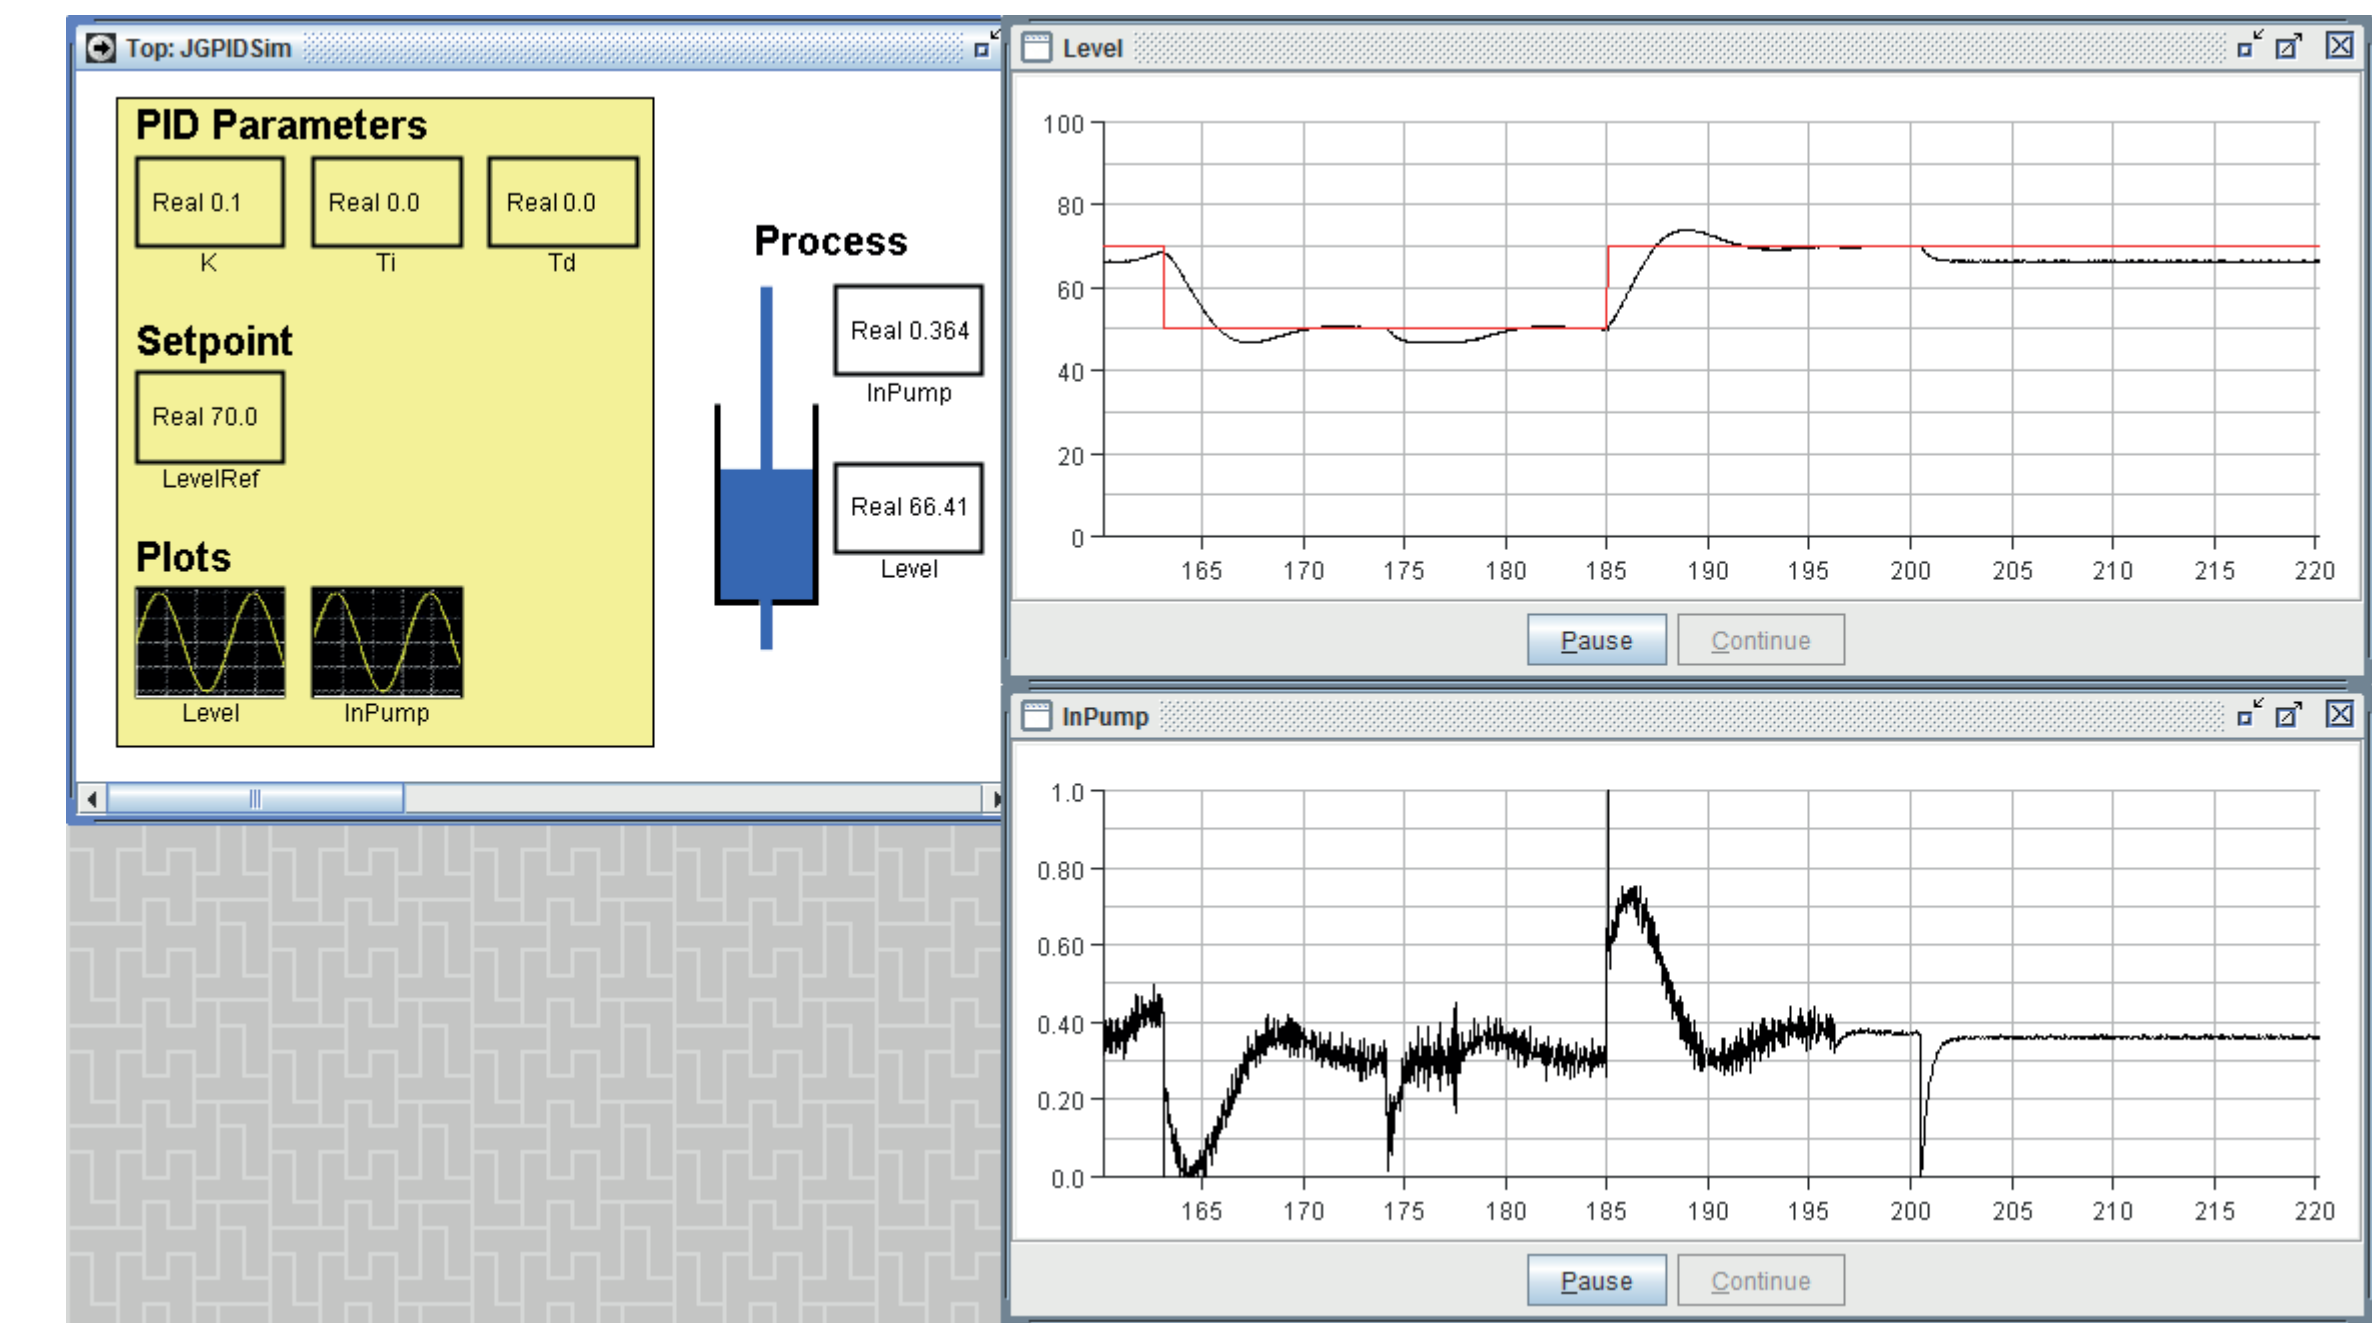 Top: JGPIDSim
PID Parameters
Real 0.1
Real 0.0
Real 0.0
K
Ti
Td
Setpoint
Real 70.0
LevelRef
Plots
Level
InPump
Process
Real 0.364
InPump
Real 66.41
Level
Level
100
80
60
40
20
0
165 170 175 180 185 190 195 200 205 210 215 220
Pause Continue
InPump
1.0
0.80
0.60
0.40
0.20
0.0
165 170 175 180 185 190 195 200 205 210 215 220
Pause Continue